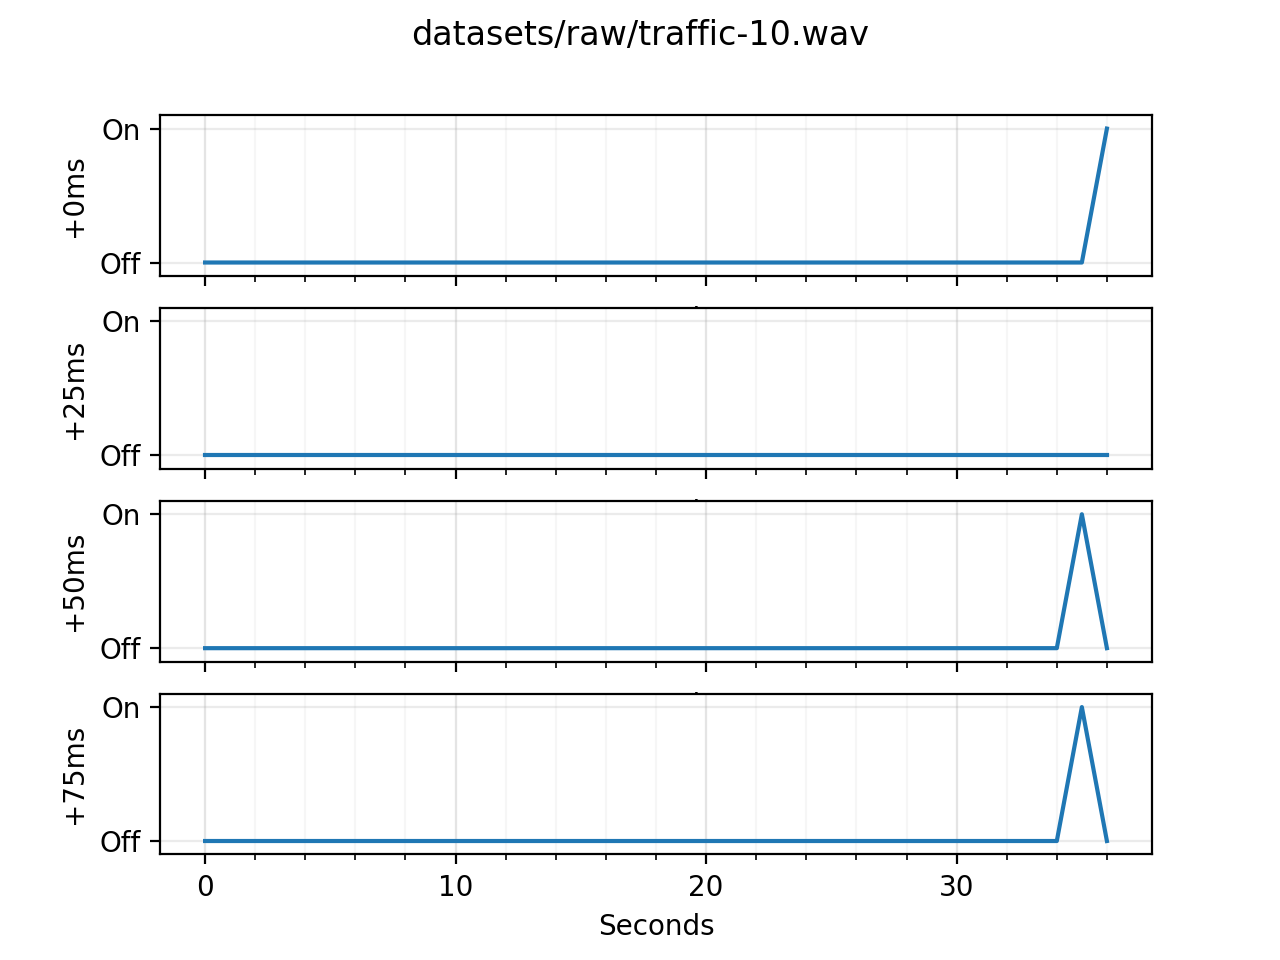 datasets/raw/traffic-10.wav
On
+0ms
Off
On
+25ms
Off
On
+50ms
Off
On
+75ms
Off
0 10 20 30
Seconds